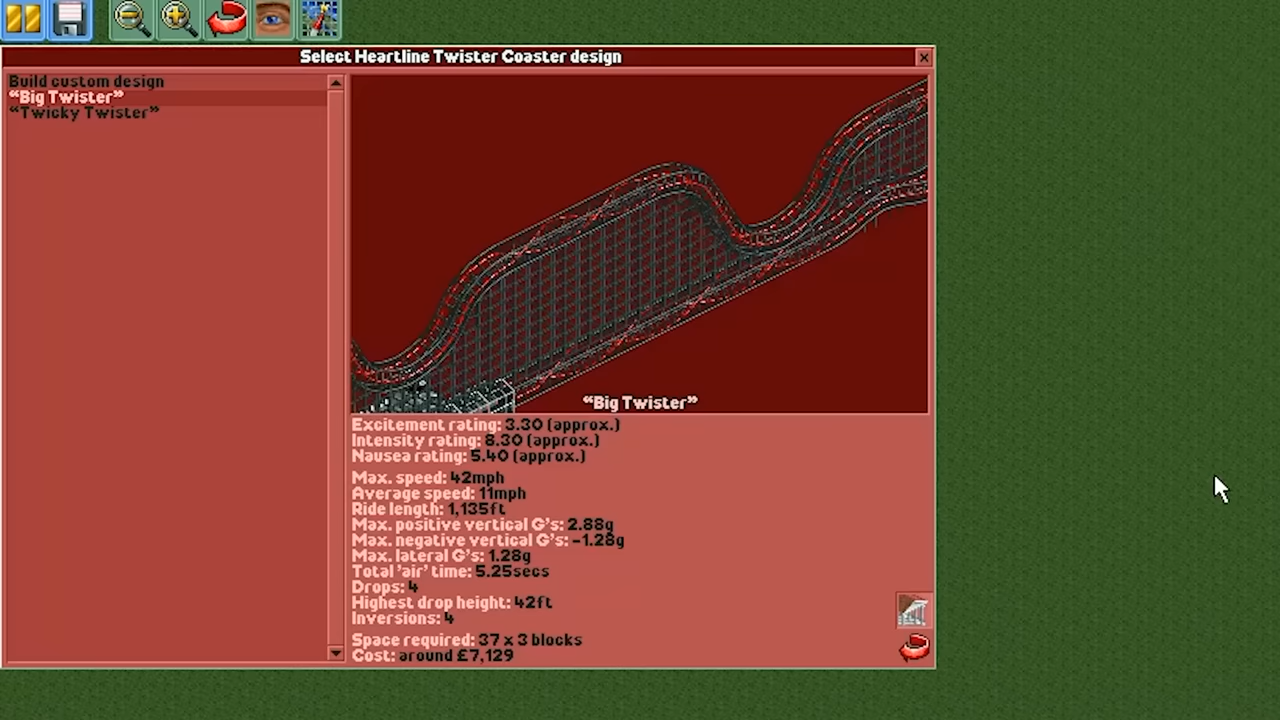 Select Heartline Twister Coaster design
Build custom design
“Big Twister”
“Twicky Twister”
“Big Twister”
Excitement rating: 3.30 (approx.)
Intensity rating: 8.30 (approx.)
Nausea rating: 5.40 (approx.)
Max. speed: 42mph
Average speed: 11mph
Ride length: 1,135ft
Max. positive vertical G's: 2.88g
Max. negative vertical G's: -1.28g
Max. lateral G's: 1.28g
Total 'air' time: 5.25secs
Drops: 4
Highest drop height: 42ft
Inversions: 4
Space required: 37 x 3 blocks
Cost: around £7,129